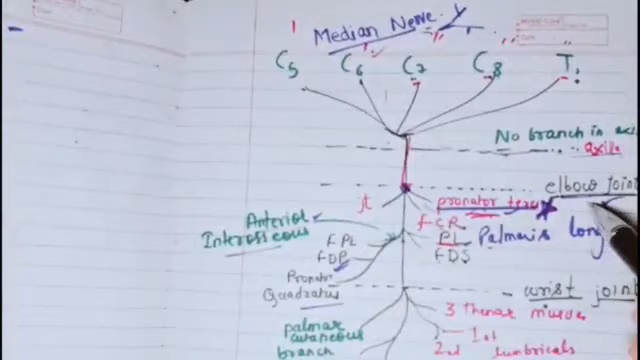 Median Nerve
C5 C6 C7 C8 T1
No branch in
axilla
elbow joint
pronator teres
Anterior
Interosseous
FCR
PL Palmaris long
FPL
FDP
FDS
Pronator
Quadratus
wrist joint
3 Thenar muscles
palmar
cutaneous
branch
1st
2nd lumbricals